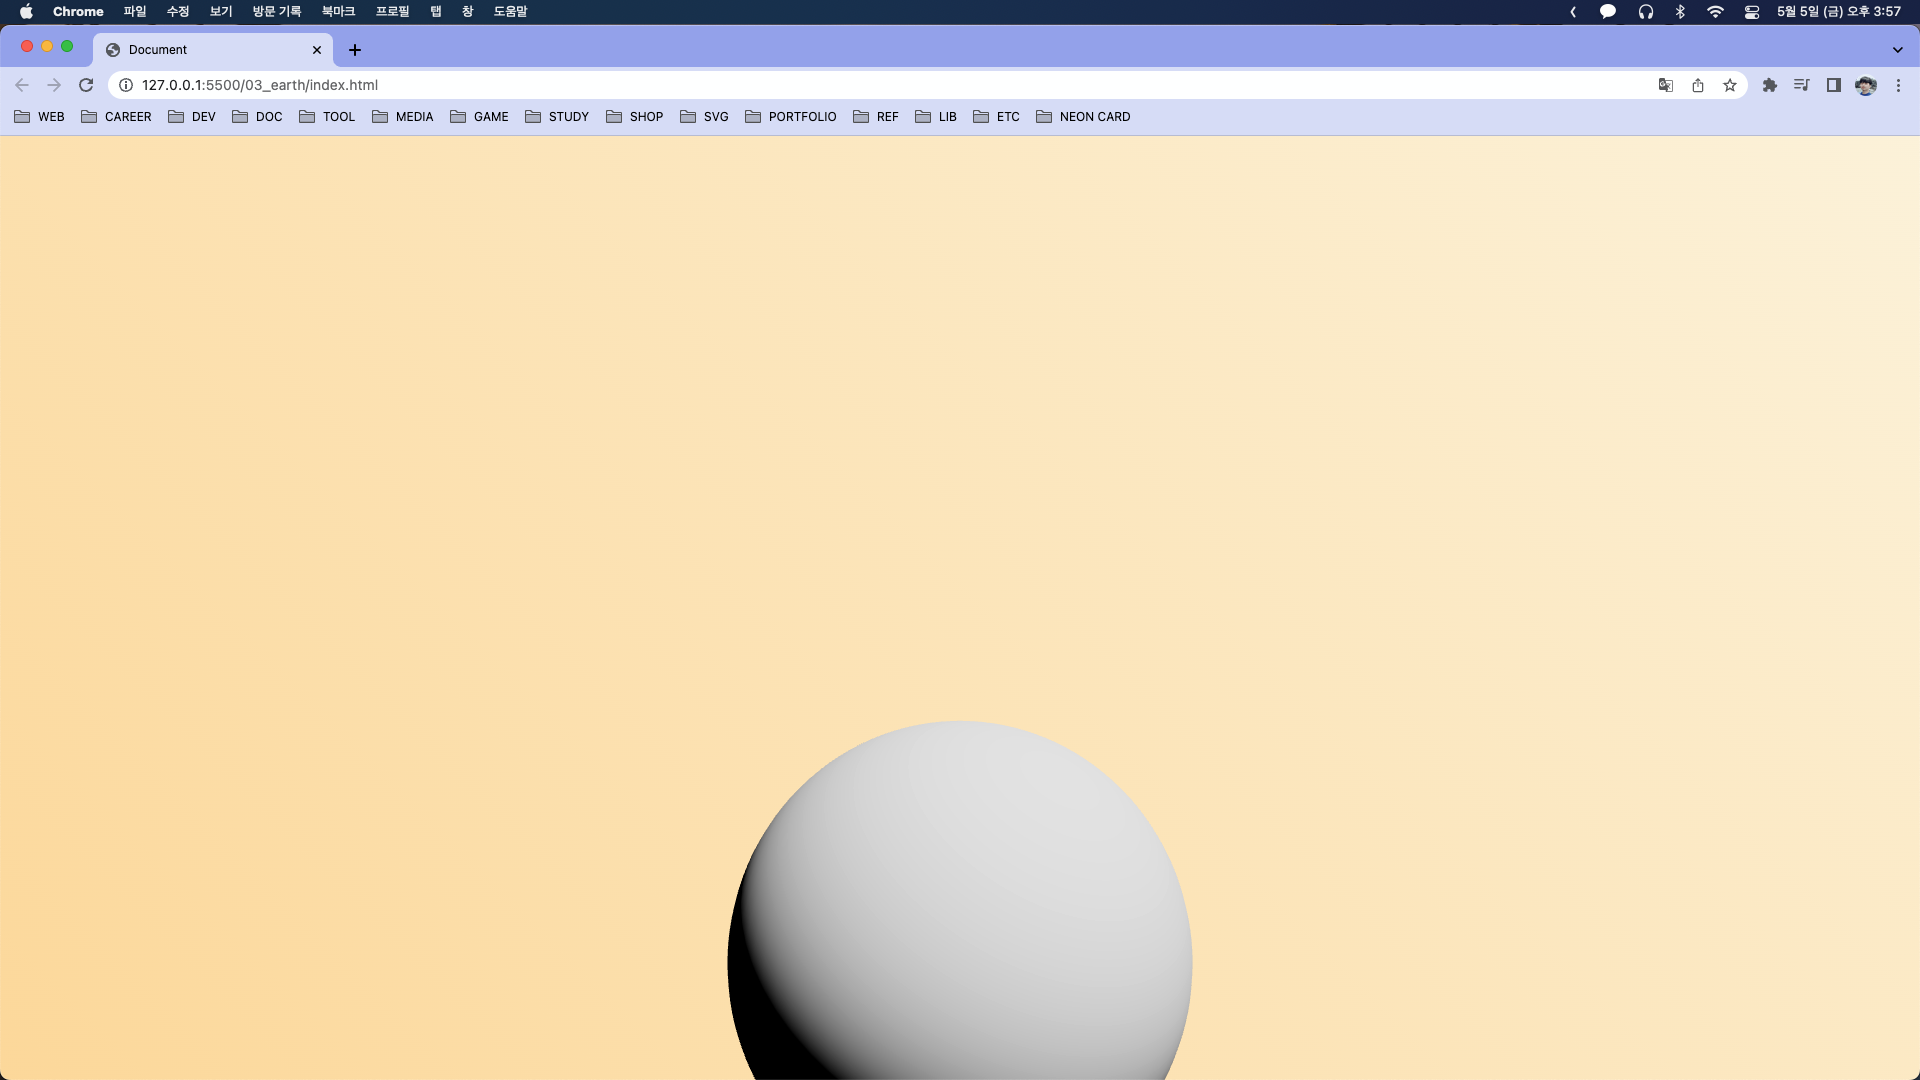 Chrome 파일 수정 보기 방문 기록 북마크 프로필 탭 창 도움말 5월 5일 (금) 오후 3:57
Document
127.0.0.1:5500/03_earth/index.html
WEB CAREER DEV DOC TOOL MEDIA GAME STUDY SHOP SVG PORTFOLIO REF LIB ETC NEON CARD